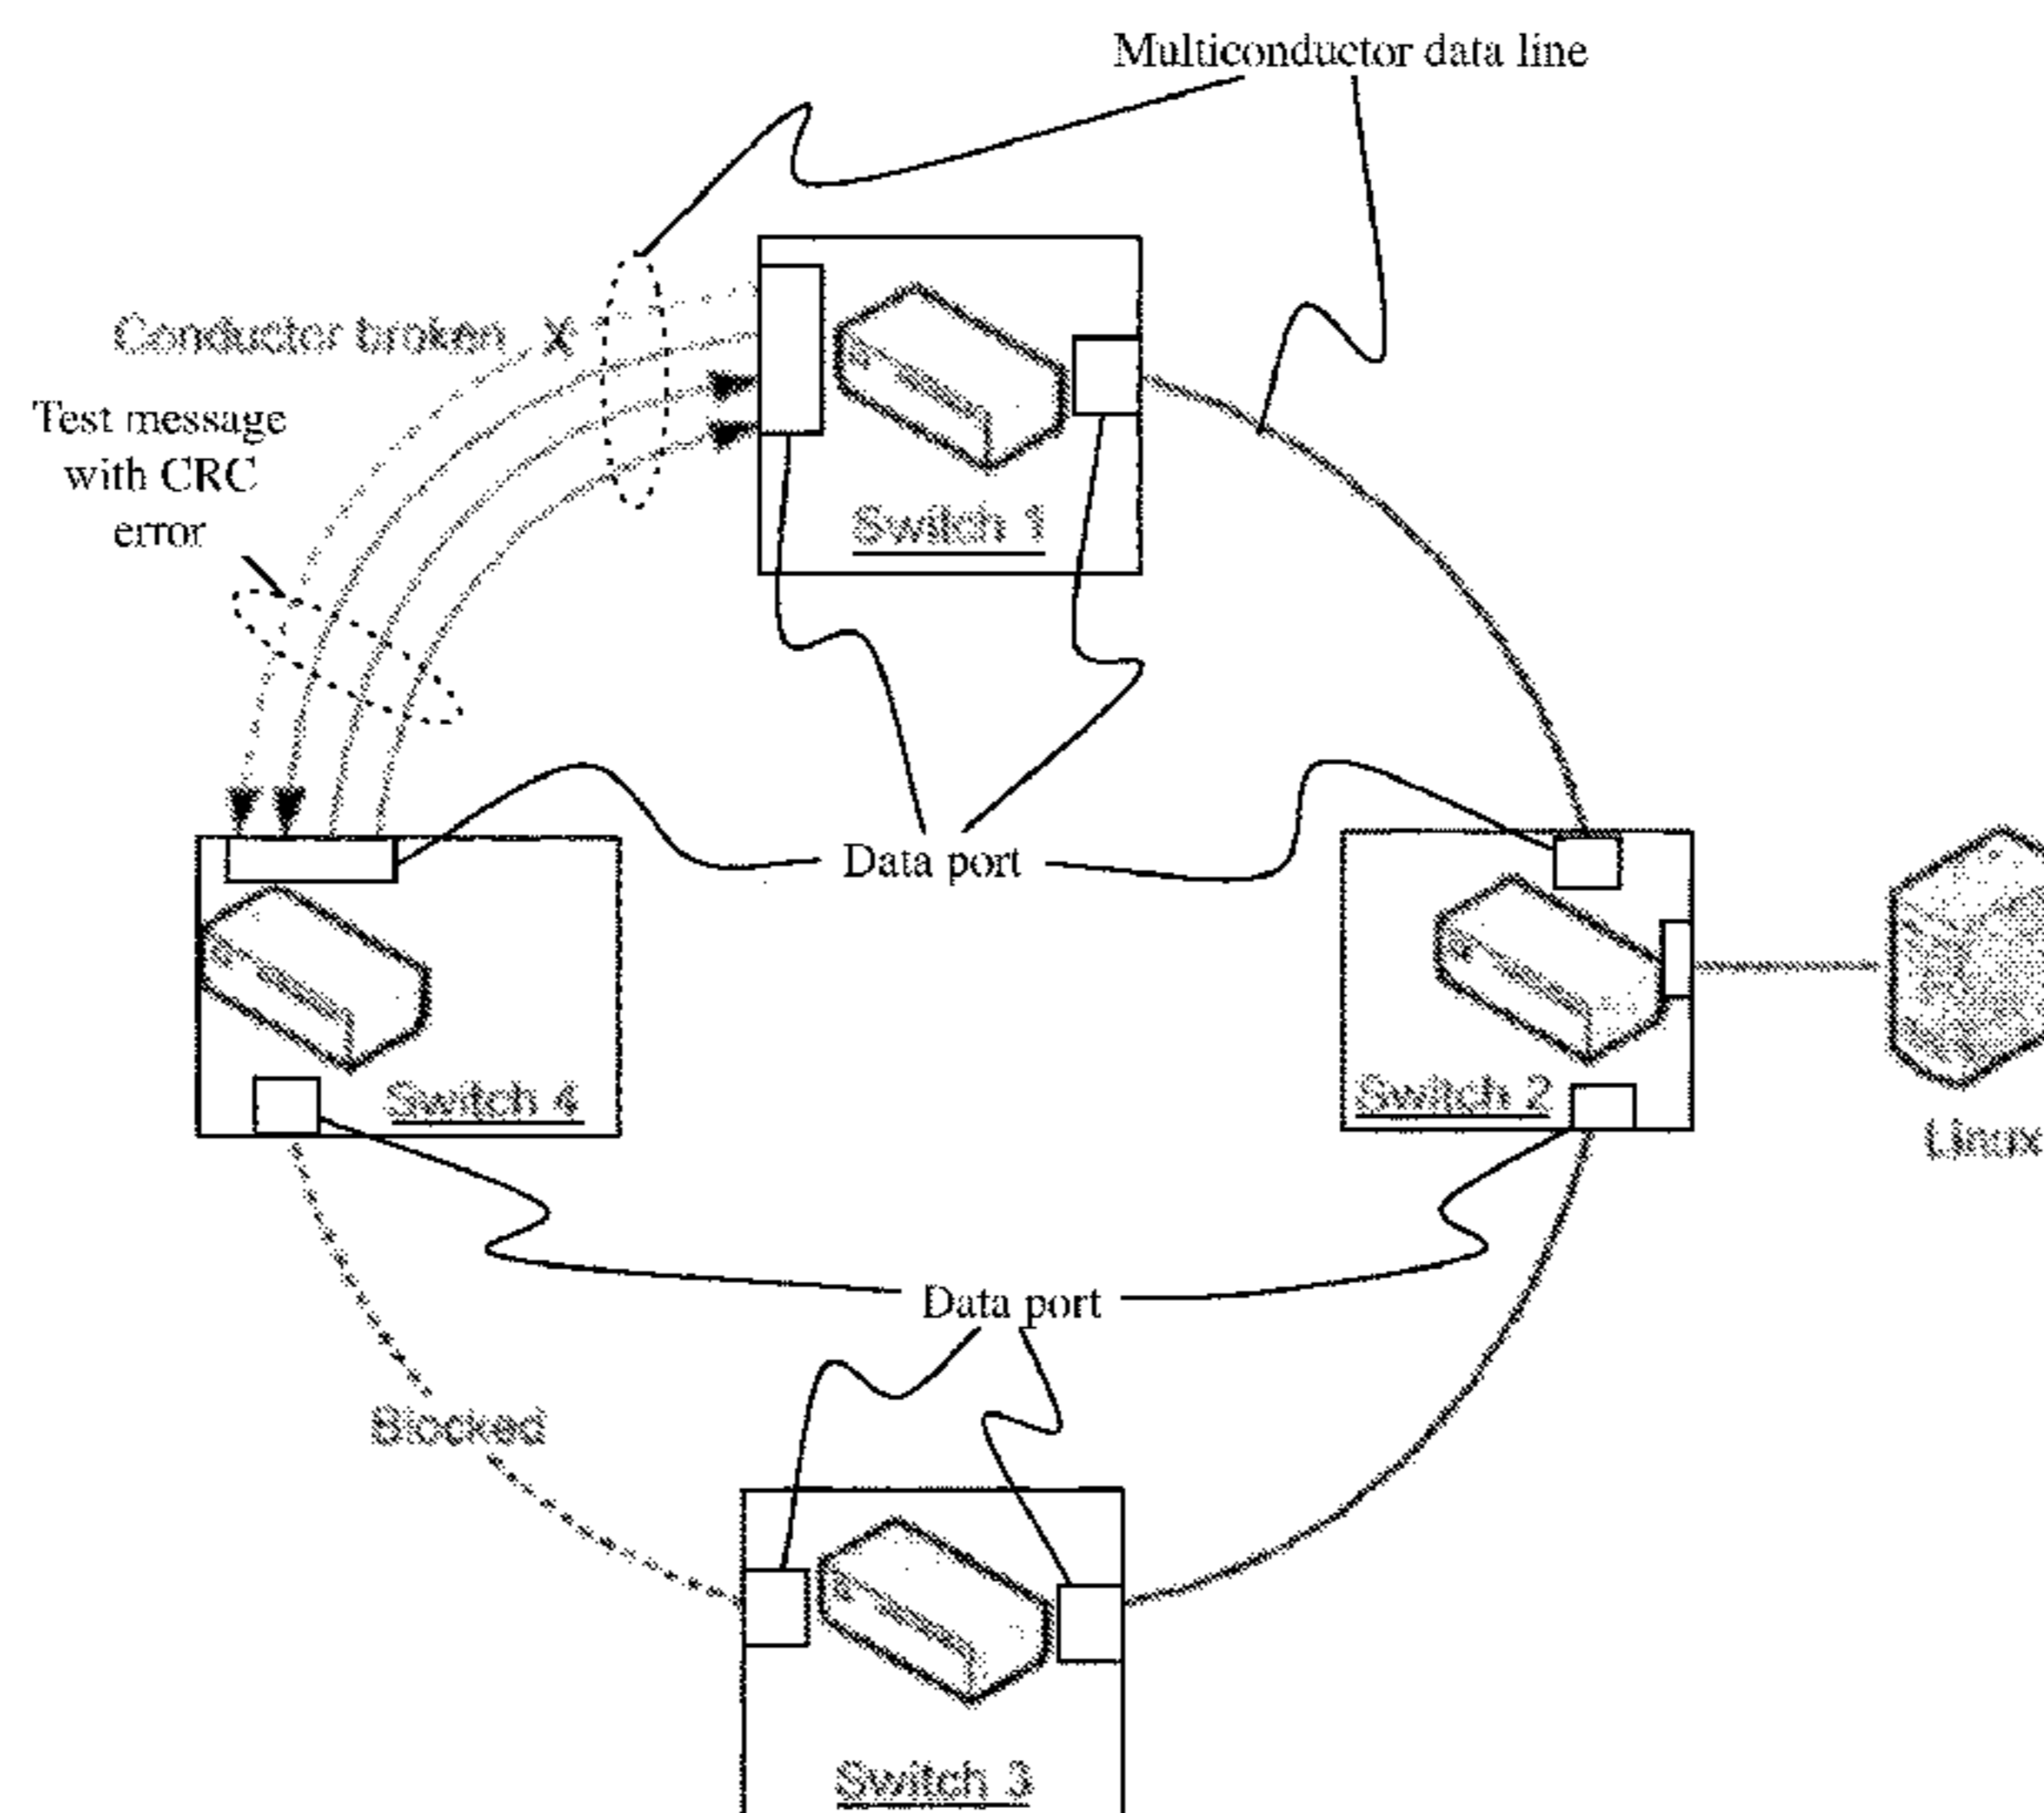 Multiconductor data line
Conductor broken X
Test message
with CRC
error
Switch 1
Data port
Switch 4
Switch 2
Linux
Data port
Blocked
Switch 3